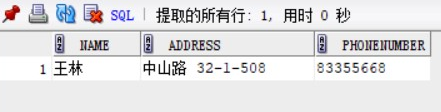 SQL | 提取的所有行: 1, 用时 0 秒
NAME ADDRESS PHONENUMBER
1 王林 中山路 32-1-508 83355668